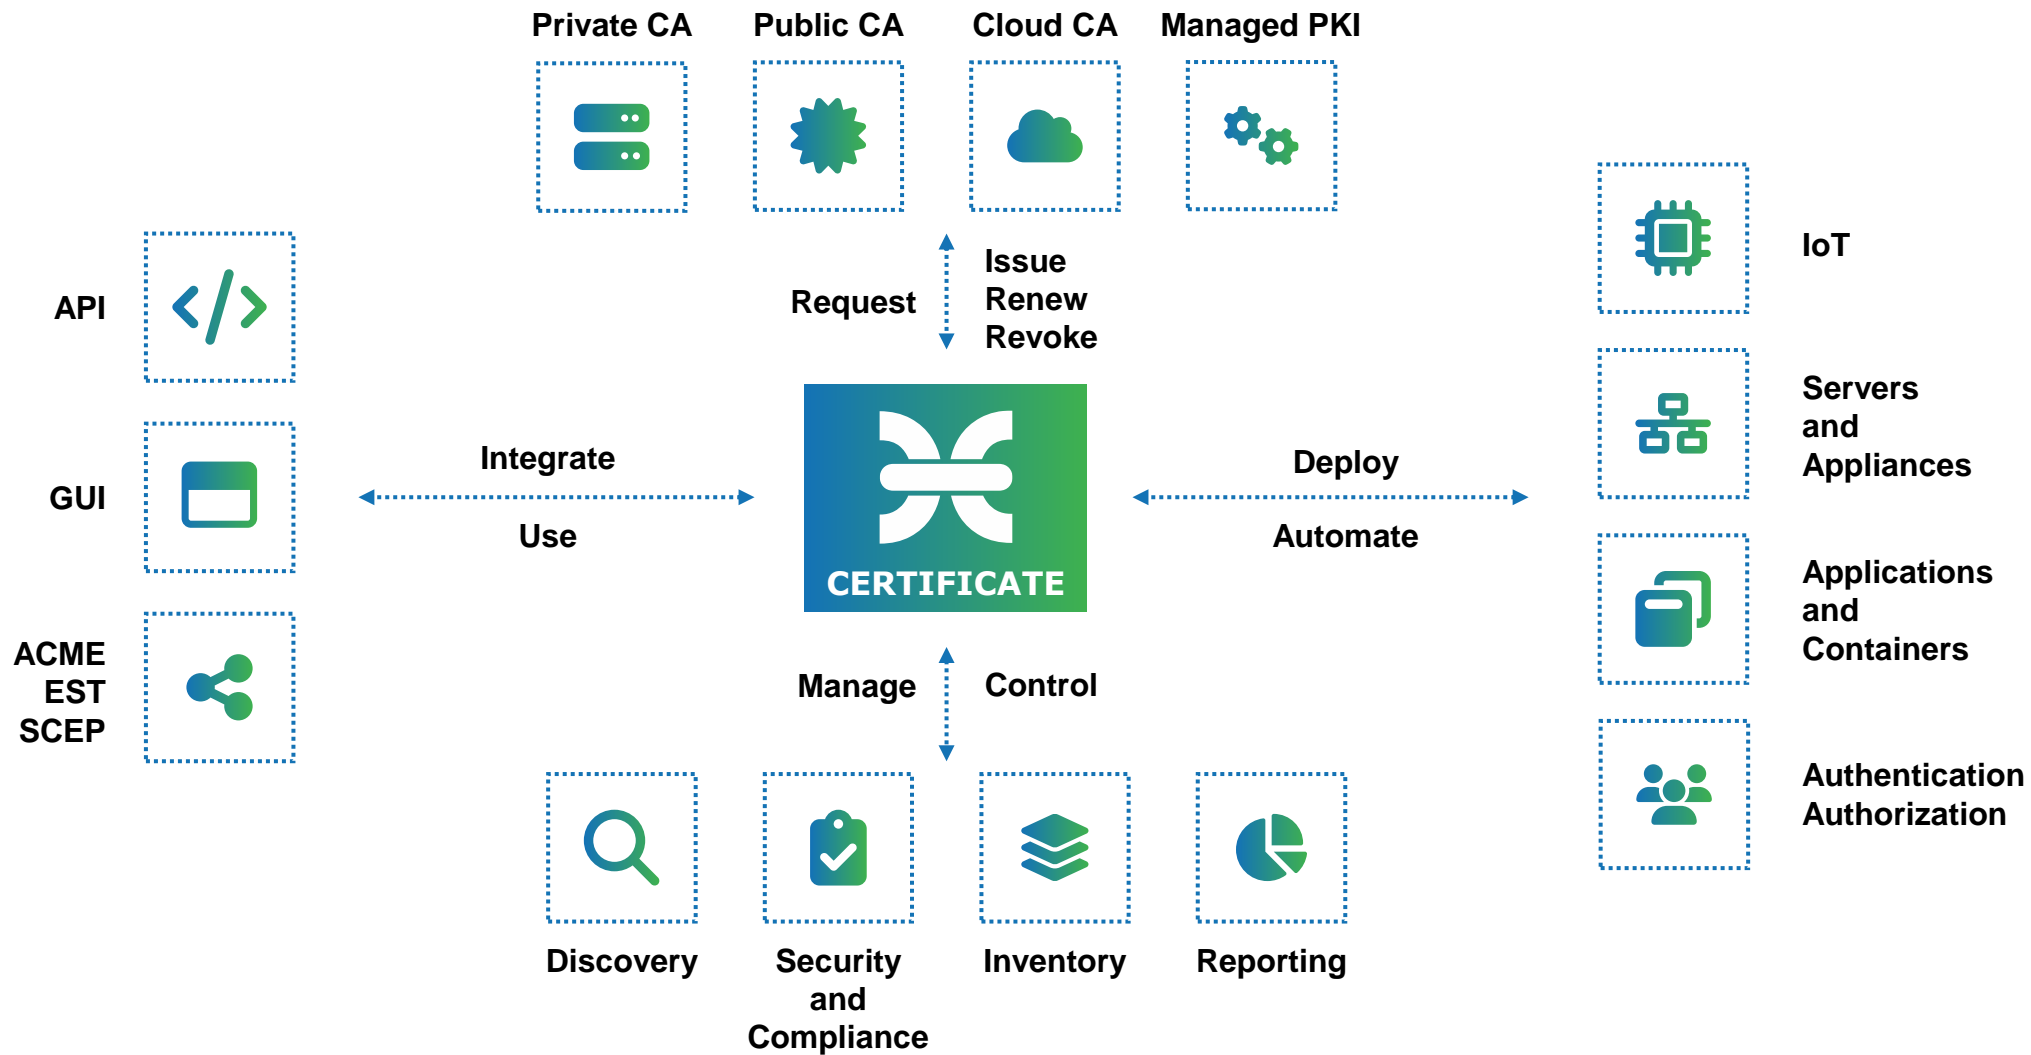 Private CA
Public CA
Cloud CA
Managed PKI
Request
Issue
Renew
Revoke
API
GUI
ACME
EST
SCEP
Integrate
Use
CERTIFICATE
Deploy
Automate
IoT
Servers
and
Appliances
Applications
and
Containers
Authentication
Authorization
Manage
Control
Discovery
Security
and
Compliance
Inventory
Reporting